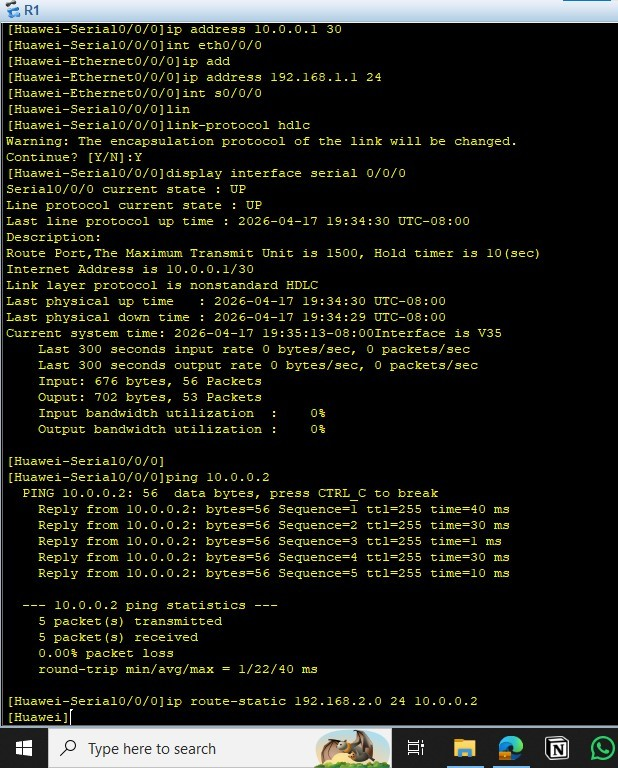 R1
[Huawei-Serial0/0/0]ip address 10.0.0.1 30
[Huawei-Serial0/0/0]int eth0/0/0
[Huawei-Ethernet0/0/0]ip add
[Huawei-Ethernet0/0/0]ip address 192.168.1.1 24
[Huawei-Ethernet0/0/0]int s0/0/0
[Huawei-Serial0/0/0]lin
[Huawei-Serial0/0/0]link-protocol hdlc
Warning: The encapsulation protocol of the link will be changed.
Continue? [Y/N]:Y
[Huawei-Serial0/0/0]display interface serial 0/0/0
Serial0/0/0 current state : UP
Line protocol current state : UP
Last line protocol up time : 2026-04-17 19:34:30 UTC-08:00
Description:
Route Port,The Maximum Transmit Unit is 1500, Hold timer is 10(sec)
Internet Address is 10.0.0.1/30
Link layer protocol is nonstandard HDLC
Last physical up time   : 2026-04-17 19:34:30 UTC-08:00
Last physical down time : 2026-04-17 19:34:29 UTC-08:00
Current system time: 2026-04-17 19:35:13-08:00Interface is V35
Last 300 seconds input rate 0 bytes/sec, 0 packets/sec
Last 300 seconds output rate 0 bytes/sec, 0 packets/sec
Input: 676 bytes, 56 Packets
Ouput: 702 bytes, 53 Packets
Input bandwidth utilization  :    0%
Output bandwidth utilization :    0%
[Huawei-Serial0/0/0]
[Huawei-Serial0/0/0]ping 10.0.0.2
PING 10.0.0.2: 56  data bytes, press CTRL_C to break
Reply from 10.0.0.2: bytes=56 Sequence=1 ttl=255 time=40 ms
Reply from 10.0.0.2: bytes=56 Sequence=2 ttl=255 time=30 ms
Reply from 10.0.0.2: bytes=56 Sequence=3 ttl=255 time=1 ms
Reply from 10.0.0.2: bytes=56 Sequence=4 ttl=255 time=30 ms
Reply from 10.0.0.2: bytes=56 Sequence=5 ttl=255 time=10 ms
--- 10.0.0.2 ping statistics ---
5 packet(s) transmitted
5 packet(s) received
0.00% packet loss
round-trip min/avg/max = 1/22/40 ms
[Huawei-Serial0/0/0]ip route-static 192.168.2.0 24 10.0.0.2
[Huawei]
Type here to search